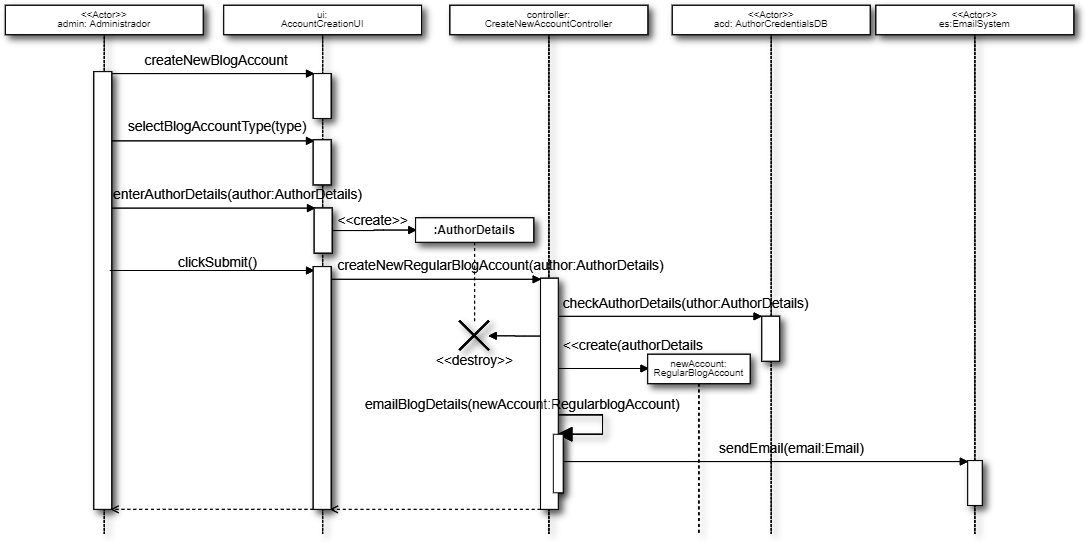 <<Actor>>
admin: Administrador
ui:
AccountCreationUI
controller:
CreateNewAccountController
<<Actor>>
acd: AuthorCredentialsDB
<<Actor>>
es:EmailSystem
createNewBlogAccount
selectBlogAccountType(type)
enterAuthorDetails(author:AuthorDetails)
<<create>>
:AuthorDetails
clickSubmit()
createNewRegularBlogAccount(author:AuthorDetails)
checkAuthorDetails(uthor:AuthorDetails)
<<destroy>>
<<create(authorDetails
newAccount:
RegularBlogAccount
emailBlogDetails(newAccount:RegularblogAccount)
sendEmail(email:Email)